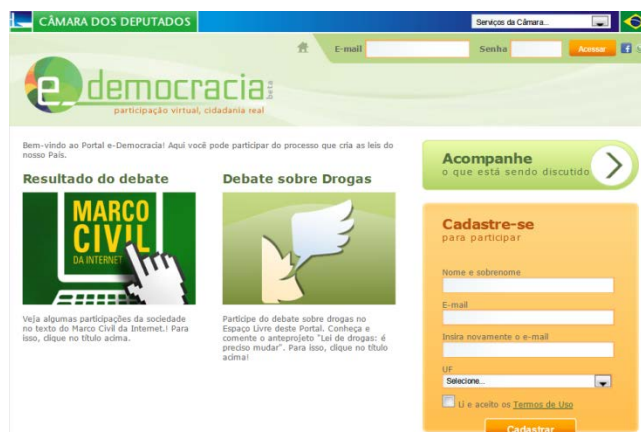 CÂMARA DOS DEPUTADOS
Serviços da Câmara...
E-mail
Senha
Acessar
e democracia beta
participação virtual, cidadania real
Bem-vindo ao Portal e-Democracia! Aqui você pode participar do processo que cria as leis do
nosso País.
Resultado do debate
MARCO
CIVIL
DA INTERNET
Veja algumas participações da sociedade
no texto do Marco Civil da Internet.! Para
isso, clique no título acima.
Debate sobre Drogas
Participe do debate sobre drogas no
Espaço Livre deste Portal. Conheça e
comente o anteprojeto "Lei de drogas: é
preciso mudar". Para isso, clique no título
acima!
Acompanhe
o que está sendo discutido
Cadastre-se
para participar
Nome e sobrenome
E-mail
Insira novamente o e-mail
UF
Selecione...
Li e aceito os Termos de Uso
Cadastrar